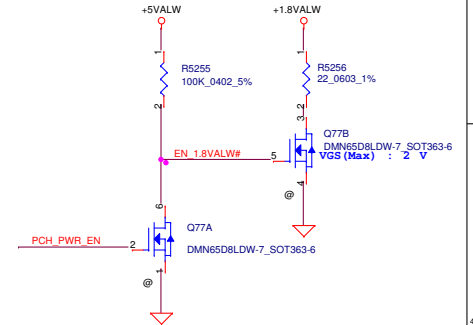 +5VALW
+1.8VALW
1
1
R5255
100K_0402_5%
R5256
22_0603_1%
2
2
3
Q77B
DMN65D8LDW-7_SOT363-6
EN_1.8VALW#
5
VGS(Max) : 2 V
4
@
6
Q77A
PCH_PWR_EN
2
DMN65D8LDW-7_SOT363-6
1
@
4